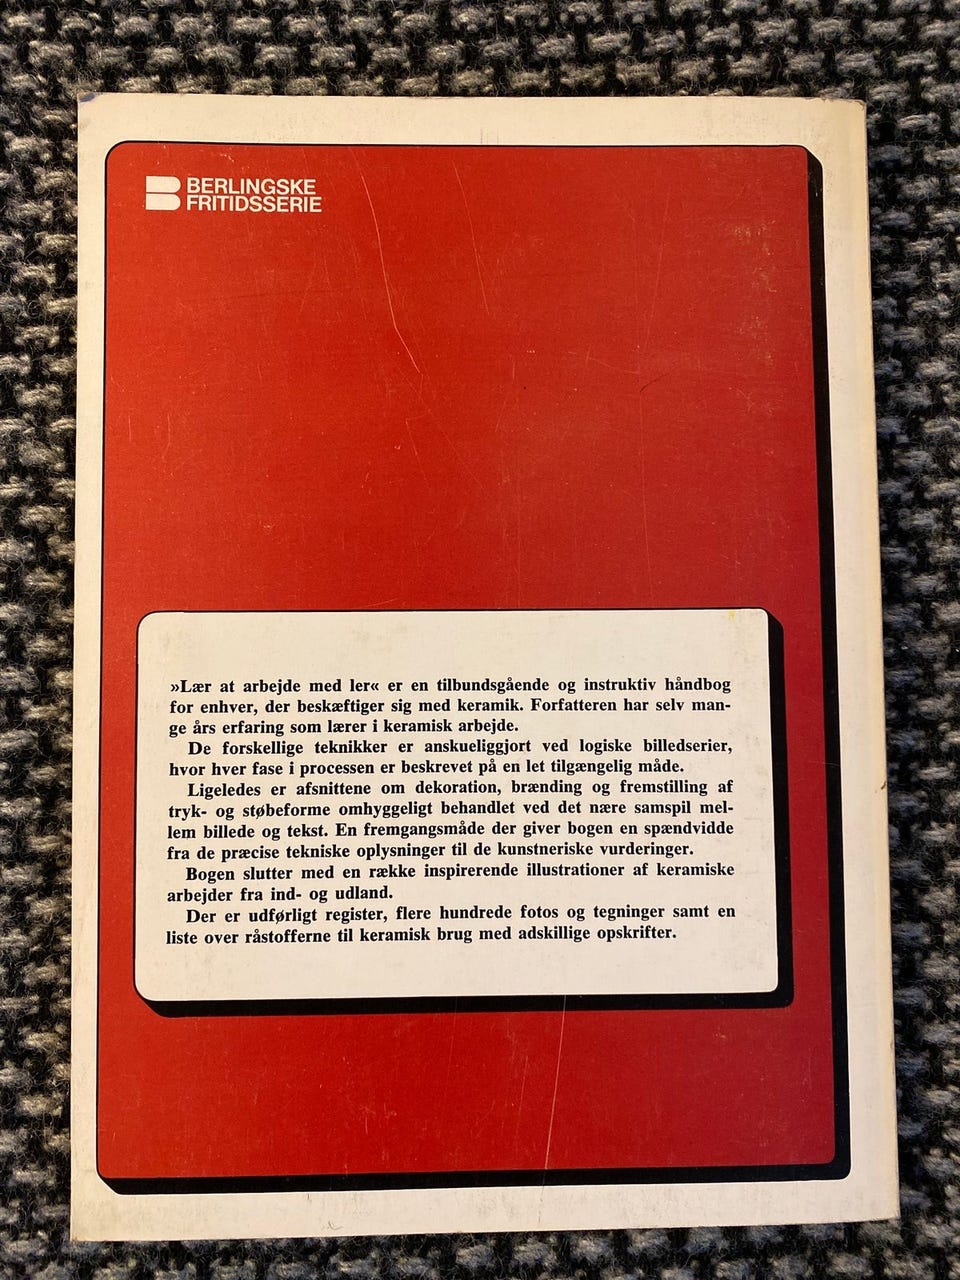 BERLINGSKE
FRITIDSSERIE
»Lær at arbejde med ler« er en tilbundsgående og instruktiv håndbog
for enhver, der beskæftiger sig med keramik. Forfatteren har selv man-
ge års erfaring som lærer i keramisk arbejde.
De forskellige teknikker er anskueliggjort ved logiske billedserier,
hvor hver fase i processen er beskrevet på en let tilgængelig måde.
Ligeledes er afsnittene om dekoration, brænding og fremstilling af
tryk- og støbeforme omhyggeligt behandlet ved det nære samspil mel-
lem billede og tekst. En fremgangsmåde der giver bogen en spændvidde
fra de præcise tekniske oplysninger til de kunstneriske vurderinger.
Bogen slutter med en række inspirerende illustrationer af keramiske
arbejder fra ind- og udland.
Der er udførligt register, flere hundrede fotos og tegninger samt en
liste over råstofferne til keramisk brug med adskillige opskrifter.